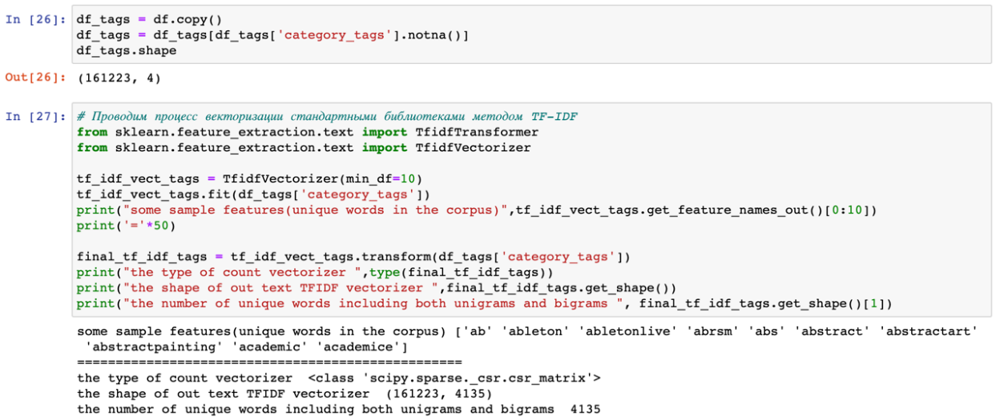 In [26]: df_tags = df.copy()
df_tags = df_tags[df_tags['category_tags'].notna()]
df_tags.shape
Out[26]: (161223, 4)
In [27]: # Проводим процесс векторизации стандартными библиотеками методом TF-IDF
from sklearn.feature_extraction.text import TfidfTransformer
from sklearn.feature_extraction.text import TfidfVectorizer
tf_idf_vect_tags = TfidfVectorizer(min_df=10)
tf_idf_vect_tags.fit(df_tags['category_tags'])
print("some sample features(unique words in the corpus)",tf_idf_vect_tags.get_feature_names_out()[0:10])
print('='*50)
final_tf_idf_tags = tf_idf_vect_tags.transform(df_tags['category_tags'])
print("the type of count vectorizer ",type(final_tf_idf_tags))
print("the shape of out text TFIDF vectorizer ",final_tf_idf_tags.get_shape())
print("the number of unique words including both unigrams and bigrams ", final_tf_idf_tags.get_shape()[1])
some sample features(unique words in the corpus) ['ab' 'ableton' 'abletonlive' 'abrsm' 'abs' 'abstract' 'abstractart'
'abstractpainting' 'academic' 'academice']
==================================================
the type of count vectorizer  <class 'scipy.sparse._csr.csr_matrix'>
the shape of out text TFIDF vectorizer  (161223, 4135)
the number of unique words including both unigrams and bigrams  4135